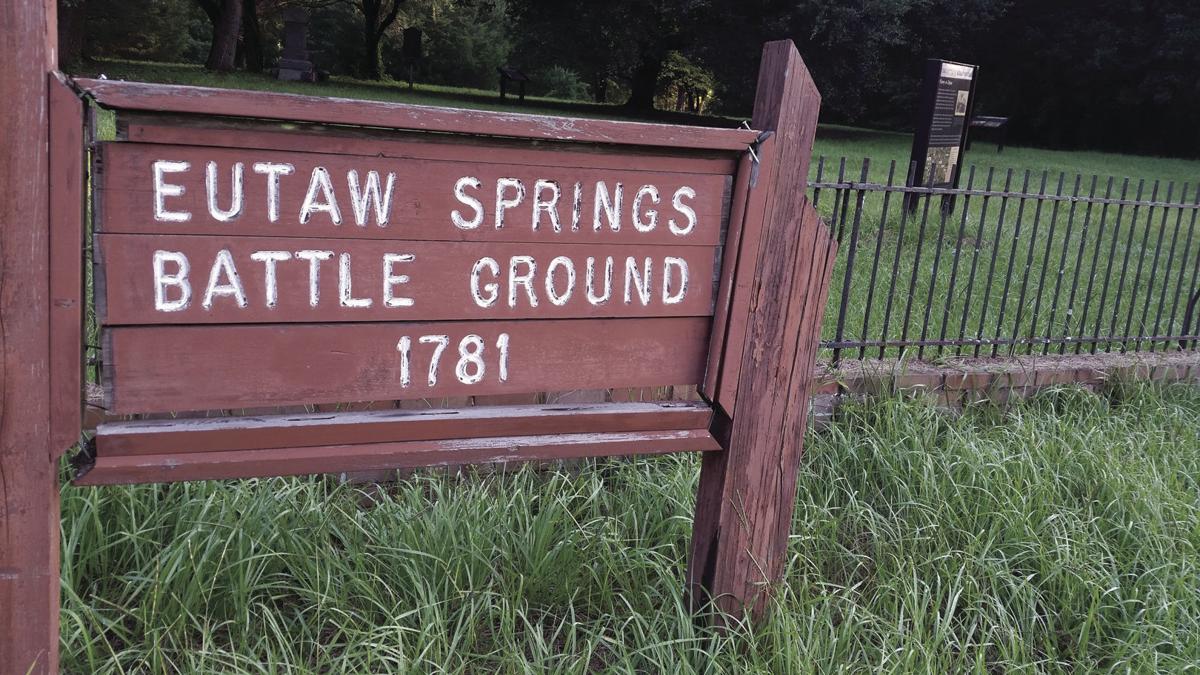 EUTAW SPRINGS
BATTLE GROUND
1781